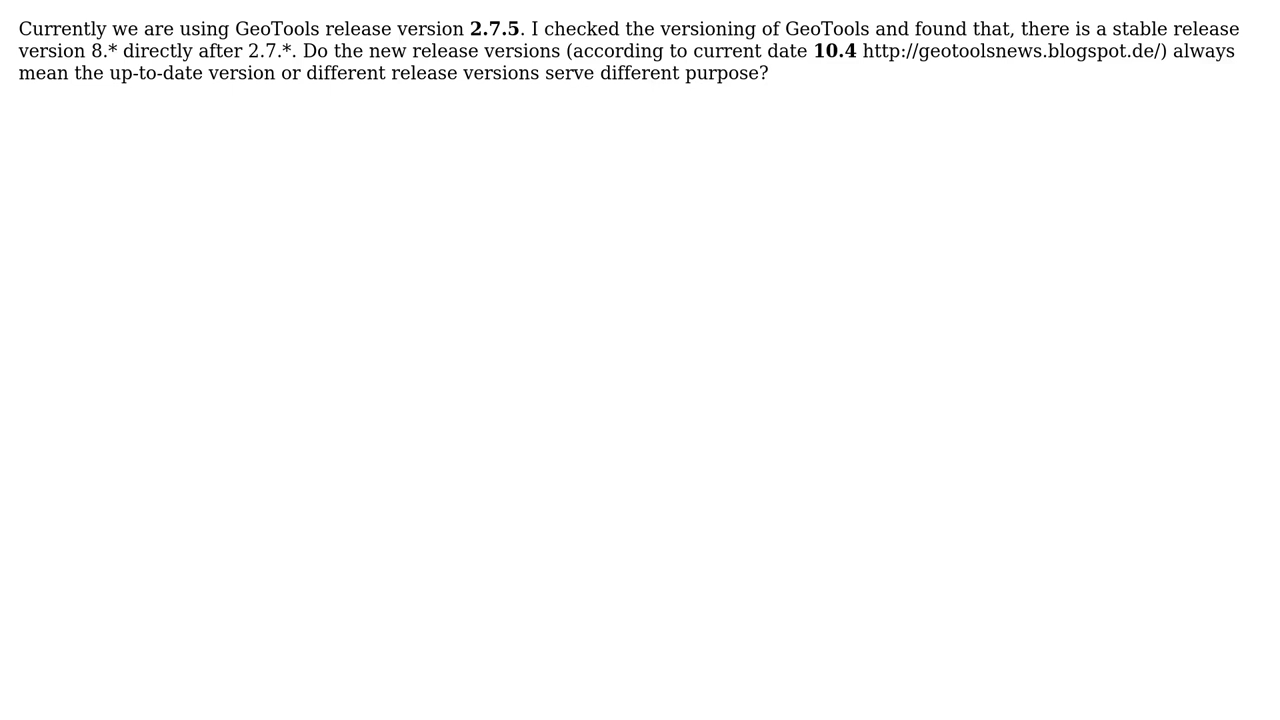 Currently we are using GeoTools release version 2.7.5. I checked the versioning of GeoTools and found that, there is a stable release
version 8.* directly after 2.7.*. Do the new release versions (according to current date 10.4 http://geotoolsnews.blogspot.de/) always
mean the up-to-date version or different release versions serve different purpose?